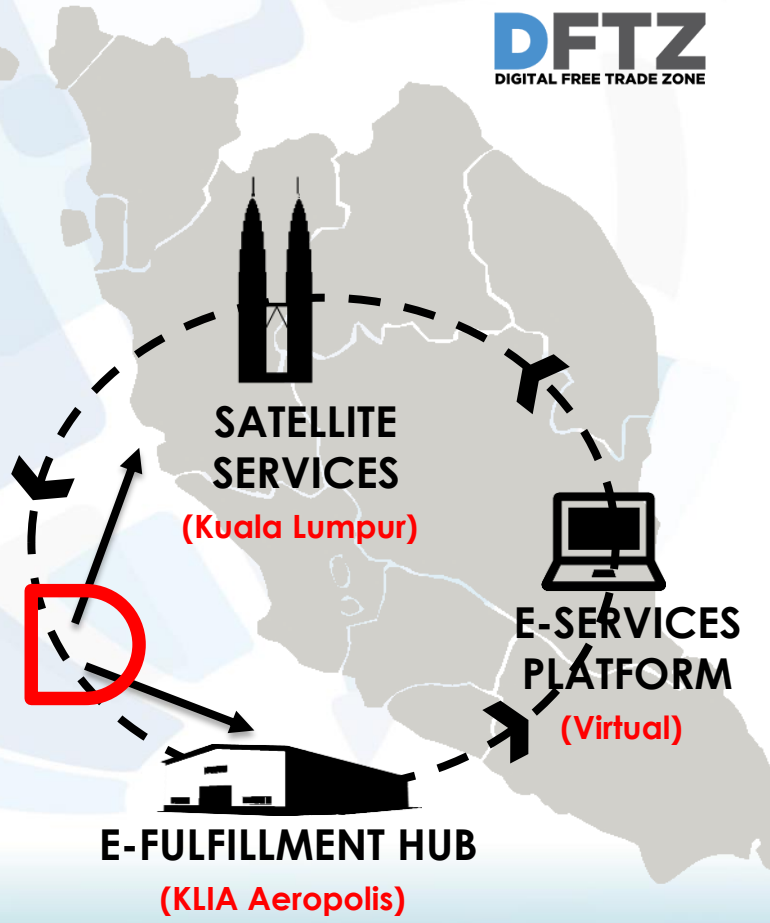 DFTZ
DIGITAL FREE TRADE ZONE
SATELLITE
SERVICES
(Kuala Lumpur)
E-SERVICES
PLATFORM
(Virtual)
E-FULFILLMENT HUB
(KLIA Aeropolis)